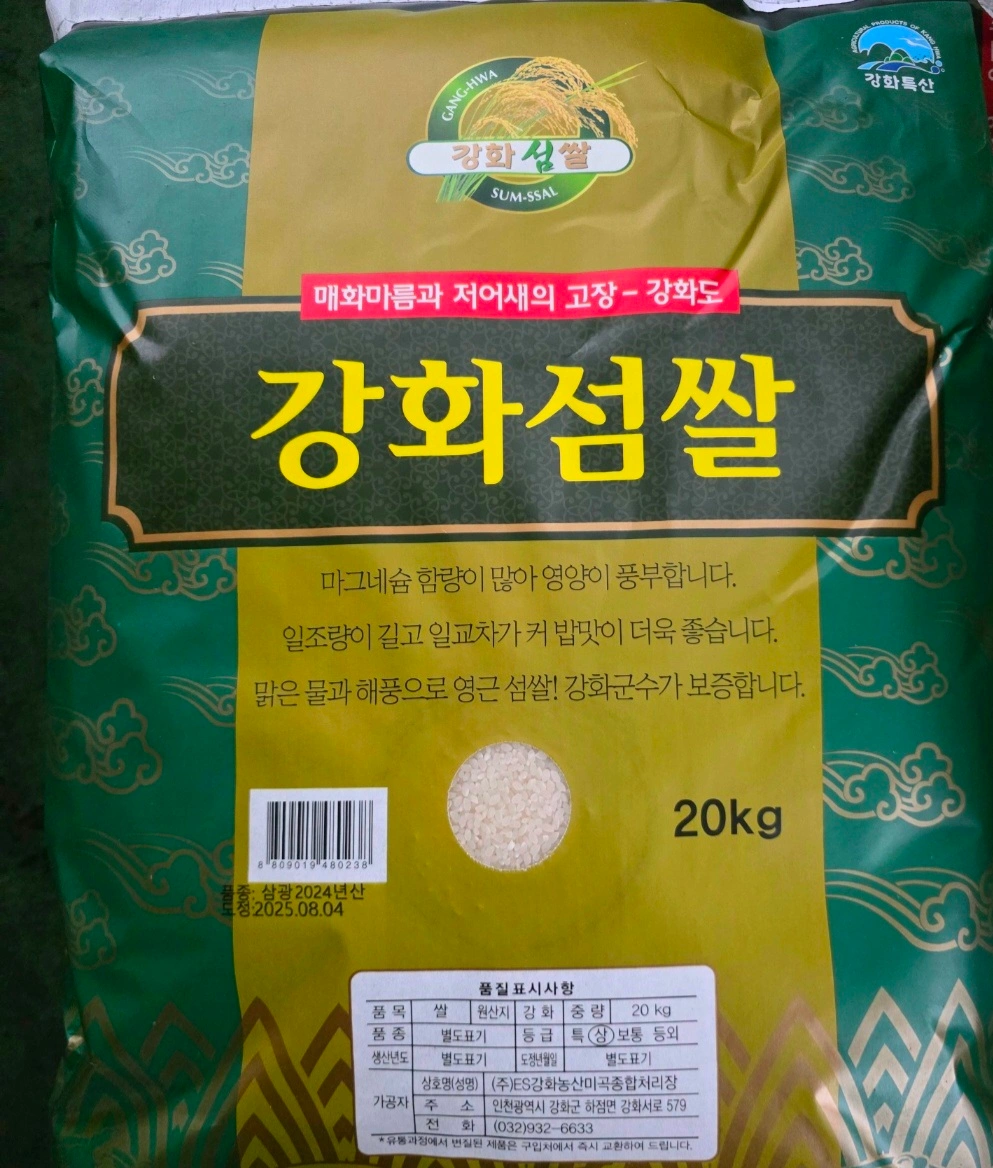 AGRICULTURAL PRODUCTS OF KANG HWA
강화특산
GANG-HWA
강화섬쌀
SUM-SSAL
매화마름과 저어새의 고장 - 강화도
강화섬쌀
마그네슘 함량이 많아 영양이 풍부합니다.
일조량이 길고 일교차가 커 밥맛이 더욱 좋습니다.
맑은 물과 해풍으로 영근 섬쌀! 강화군수가 보증합니다.
20kg
8 809019 480238
품종: 삼광 2024년산
도정:2025.08.04
품질표시사항
품목 쌀 원산지 강화 중량 20 kg
품종 별도표기 등급 특 상 보통 등외
생산년도 별도표기 도정년월일 별도표기
가공자 상호명(성명) (주)ES강화농산미곡종합처리장
주소 인천광역시 강화군 하점면 강화서로 579
전화 (032)932-6633
*유통과정에서 변질된 제품은 구입처에서 즉시 교환하여 드립니다.